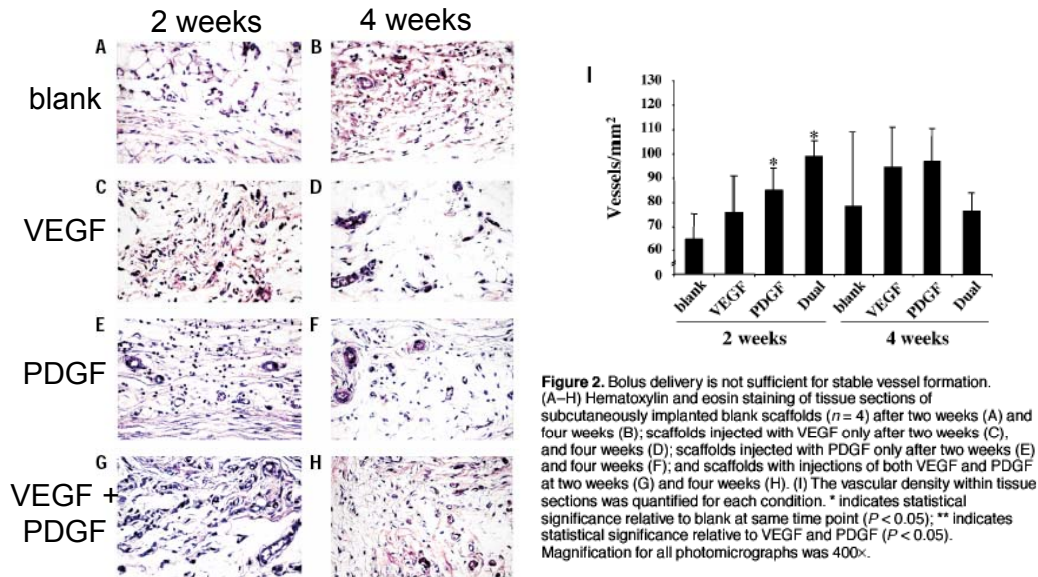 2 weeks
4 weeks
A
B
blank
C
D
VEGF
E
F
PDGF
G
H
VEGF +
PDGF
I
130
120
110
100
90
80
70
60
0
Vessels/mm²
*
*
blank
VEGF
PDGF
Dual
blank
VEGF
PDGF
Dual
2 weeks
4 weeks
Figure 2. Bolus delivery is not sufficient for stable vessel formation.
(A–H) Hematoxylin and eosin staining of tissue sections of
subcutaneously implanted blank scaffolds (n = 4) after two weeks (A) and
four weeks (B); scaffolds injected with VEGF only after two weeks (C),
and four weeks (D); scaffolds injected with PDGF only after two weeks (E)
and four weeks (F); and scaffolds with injections of both VEGF and PDGF
at two weeks (G) and four weeks (H). (I) The vascular density within tissue
sections was quantified for each condition. * indicates statistical
significance relative to blank at same time point (P < 0.05); ** indicates
statistical significance relative to VEGF and PDGF (P < 0.05).
Magnification for all photomicrographs was 400×.